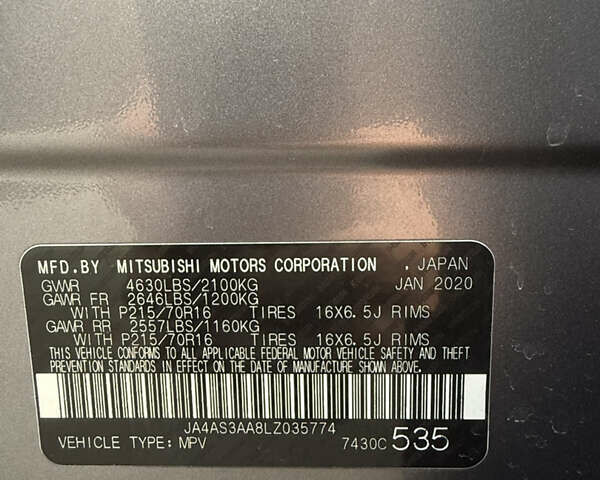 MFD.BY MITSUBISHI MOTORS CORPORATION . JAPAN
GVWR 4630LBS/2100KG JAN 2020
GAWR FR 2646LBS/1200KG
WITH P215/70R16 TIRES 16X6.5J RIMS
GAWR RR 2557LBS/1160KG
WITH P215/70R16 TIRES 16X6.5J RIMS
THIS VEHICLE CONFORMS TO ALL APPLICABLE FEDERAL MOTOR VEHICLE SAFETY AND THEFT
PREVENTION STANDARDS IN EFFECT ON THE DATE OF MANUFACTURE SHOWN ABOVE.
JA4AS3AA8LZ035774
VEHICLE TYPE: MPV 7430C 535